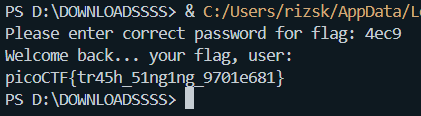 PS D:\DOWNLOADSSSS> & C:/Users/rizsk/AppData/Lo
Please enter correct password for flag: 4ec9
Welcome back... your flag, user:
picoCTF{tr45h_51ng1ng_9701e681}
PS D:\DOWNLOADSSSS>